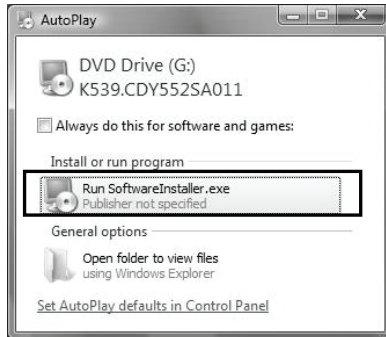 AutoPlay
DVD Drive (G:)
K539.CDY552SA011
Always do this for software and games:
Install or run program
Run SoftwareInstaller.exe
Publisher not specified
General options
Open folder to view files
using Windows Explorer
Set AutoPlay defaults in Control Panel